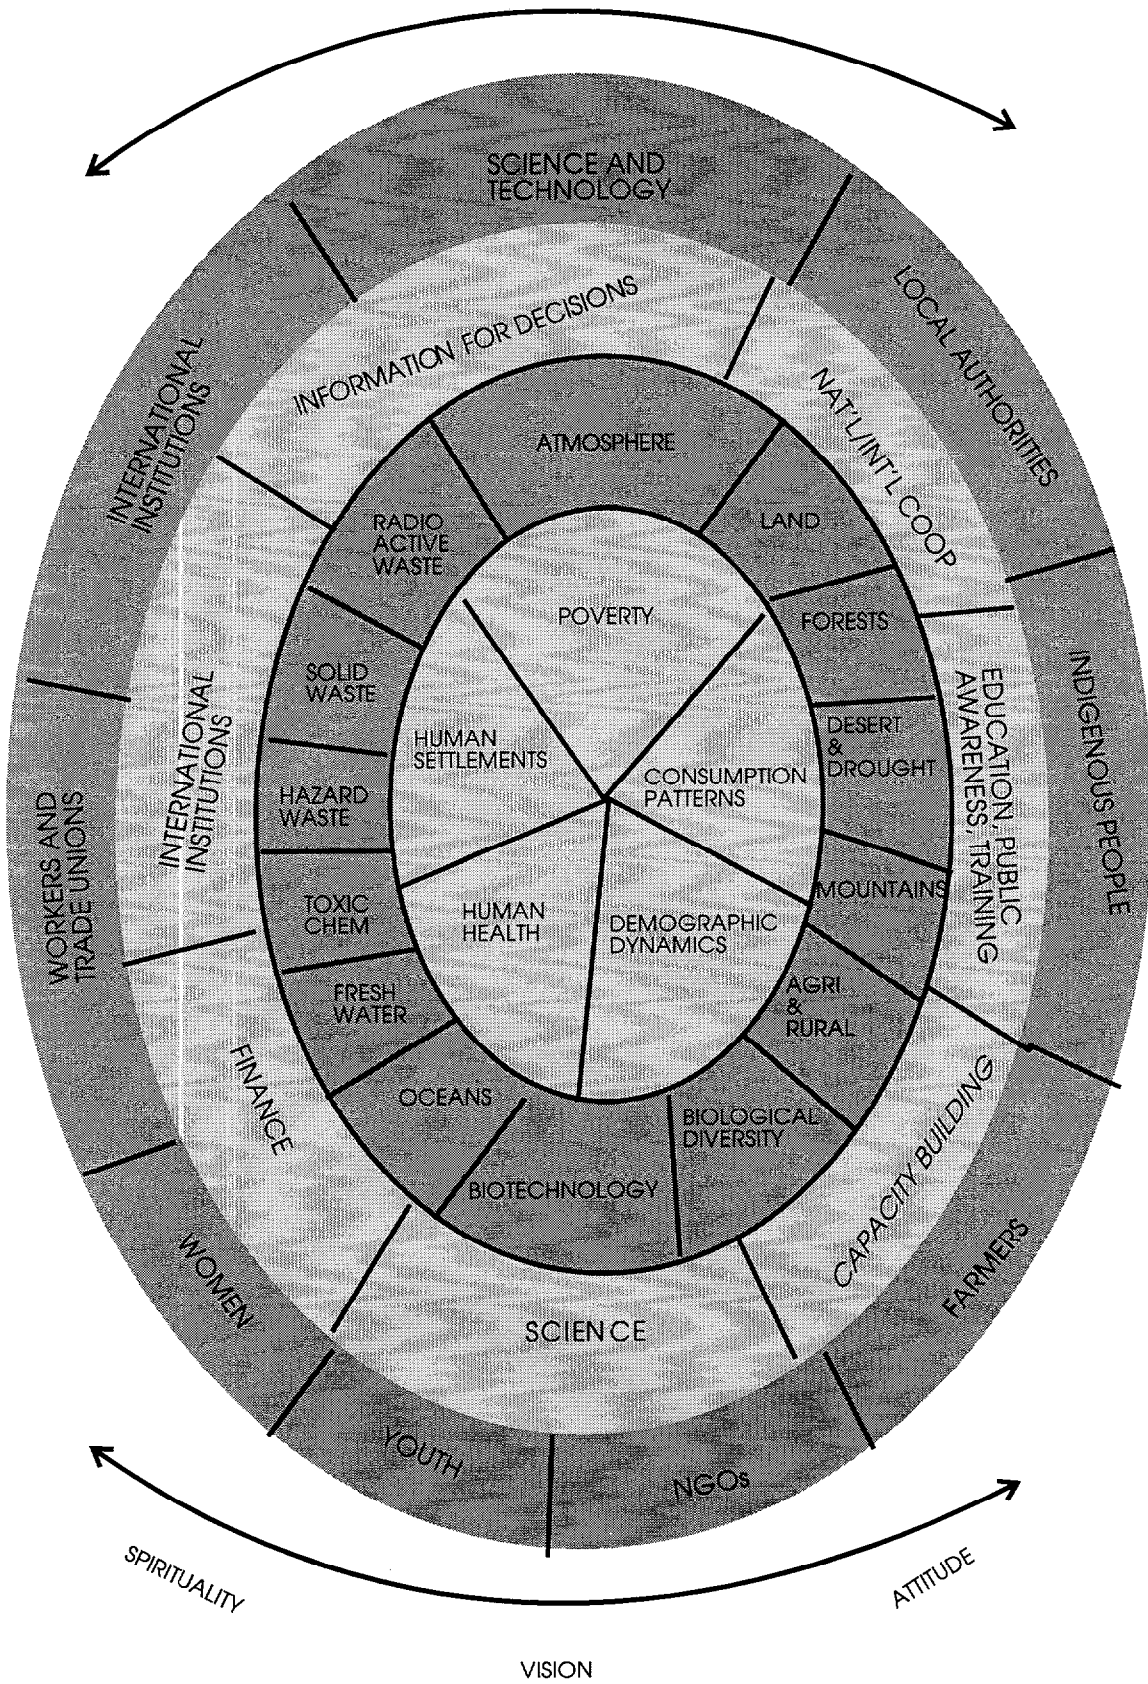 SCIENCE AND
TECHNOLOGY
LOCAL AUTHORITIES
INDIGENOUS PEOPLE
FARMERS
NGOs
YOUTH
WOMEN
WORKERS AND
TRADE UNIONS
INTERNATIONAL
INSTITUTIONS
INFORMATION FOR DECISIONS
NAT'L/INT'L COOP
EDUCATION, PUBLIC
AWARENESS, TRAINING
CAPACITY BUILDING
SCIENCE
FINANCE
INTERNATIONAL
INSTITUTIONS
ATMOSPHERE
LAND
FORESTS
DESERT
&
DROUGHT
MOUNTAINS
AGRI
&
RURAL
BIOLOGICAL
DIVERSITY
BIOTECHNOLOGY
OCEANS
FRESH
WATER
TOXIC
CHEM
HAZARD
WASTE
SOLID
WASTE
RADIO
ACTIVE
WASTE
POVERTY
CONSUMPTION
PATTERNS
DEMOGRAPHIC
DYNAMICS
HUMAN
HEALTH
HUMAN
SETTLEMENTS
SPIRITUALITY
VISION
ATTITUDE